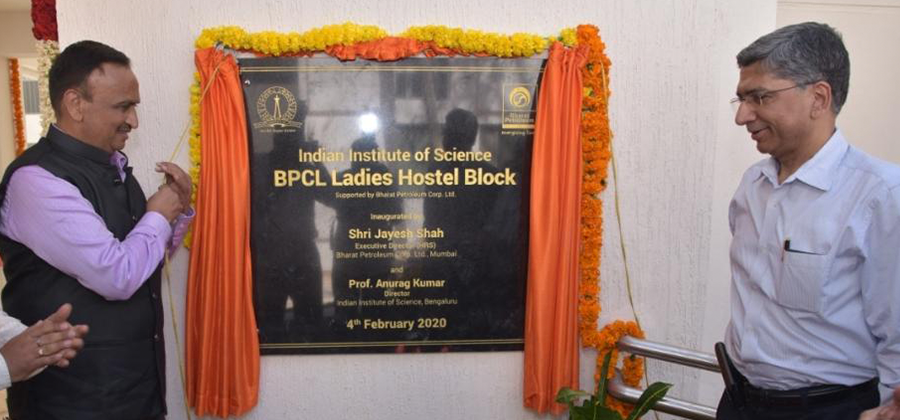 Bharat
Petroleum
Indian Institute of Science
BPCL Ladies Hostel Block
Supported by Bharat Petroleum Corp. Ltd.
Inaugurated by
Shri Jayesh Shah
Executive Director (HRS)
Bharat Petroleum Corp. Ltd., Mumbai
and
Prof. Anurag Kumar
Director
Indian Institute of Science, Bengaluru
4th February 2020